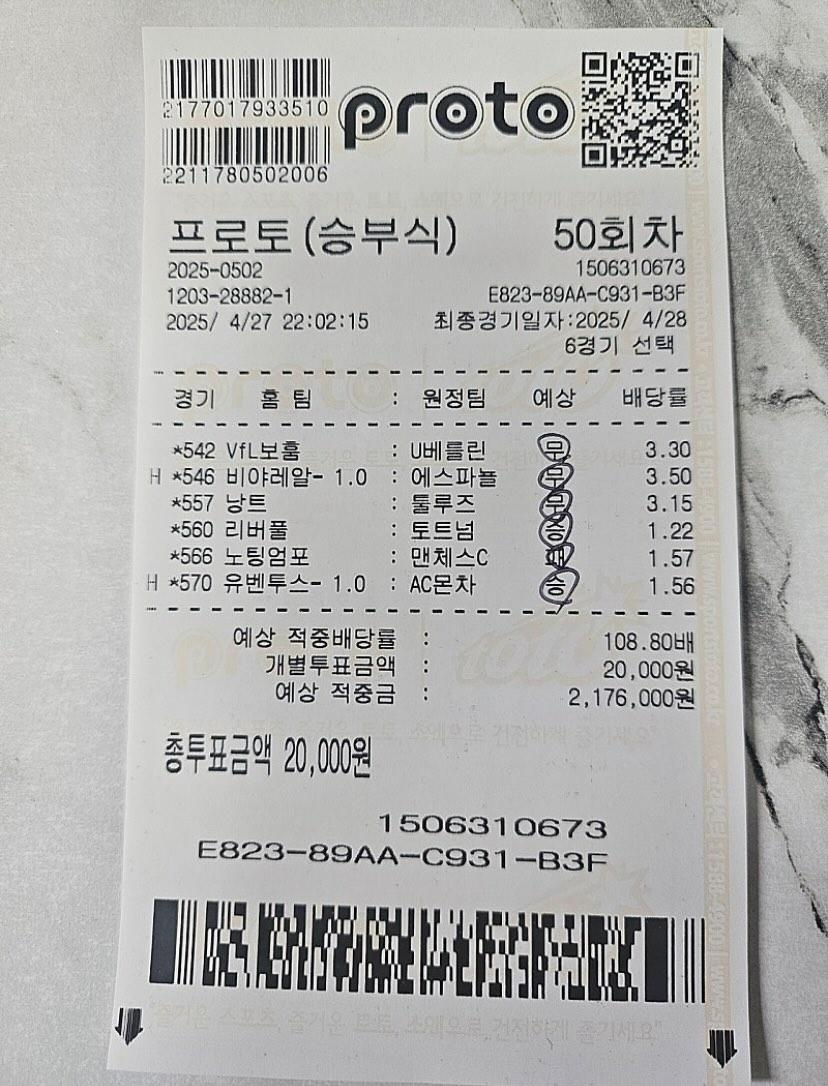 2177017933510
proto
2211780502006
프로토(승부식) 50회차
2025-0502 1506310673
1203-28882-1 E823-89AA-C931-B3F
2025/ 4/27 22:02:15 최종경기일자:2025/ 4/28
6경기 선택
경기 홈 팀 : 원정팀 예상 배당률
*542 VfL보훔 : U베를린 무 3.30
H *546 비야레알- 1.0 : 에스파뇰 무 3.50
*557 낭트 : 툴루즈 무 3.15
*560 리버풀 : 토트넘 승 1.22
*566 노팅엄포 : 맨체스C 패 1.57
H *570 유벤투스- 1.0 : AC몬차 승 1.56
예상 적중배당률 : 108.80배
개별투표금액 : 20,000원
예상 적중금 : 2,176,000원
총투표금액 20,000원
1506310673
E823-89AA-C931-B3F
"즐거운 스포츠, 즐거운 토토, 소액으로 건전하게 즐기세요"